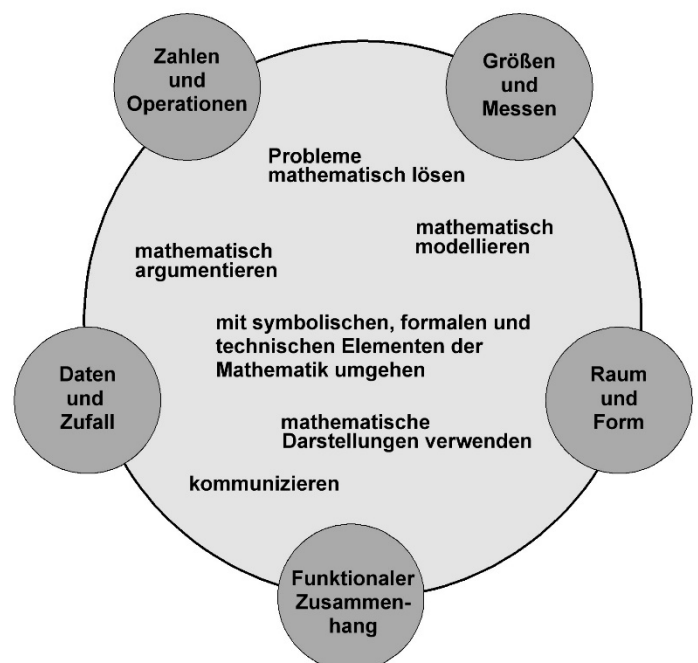 Zahlen
und
Operationen
Größen
und
Messen
Probleme
mathematisch lösen
mathematisch
modellieren
mathematisch
argumentieren
mit symbolischen, formalen und
technischen Elementen der
Mathematik umgehen
Daten
und
Zufall
Raum
und
Form
mathematische
Darstellungen verwenden
kommunizieren
Funktionaler
Zusammen-
hang